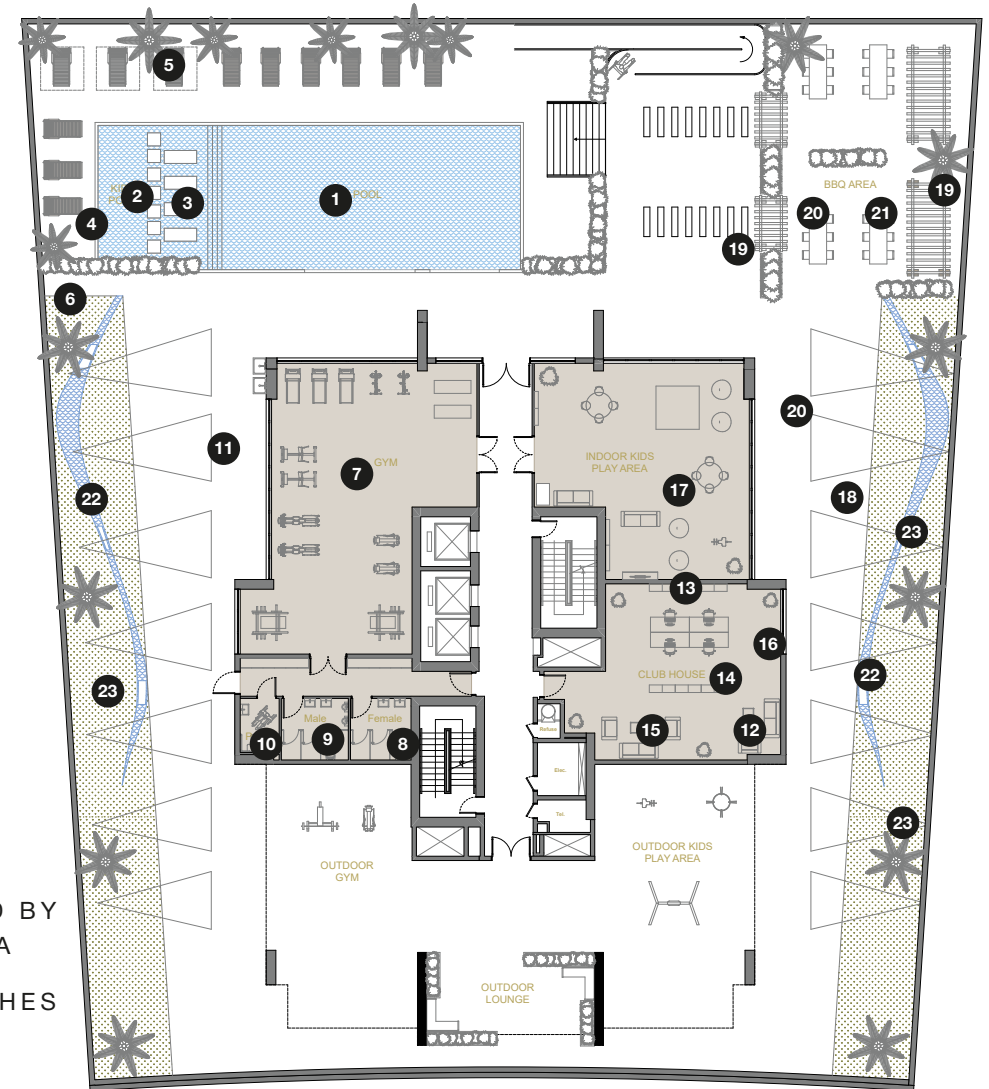 5
1
POOL
2
3
4
6
BBQ AREA
19
20
21
19
11
7
GYM
INDOOR KIDS
PLAY AREA
17
20
18
22
23
13
16
CLUB HOUSE
14
22
23
Male
Female
10
9
8
Refuse
15
12
Elec.
Tel.
23
OUTDOOR
GYM
OUTDOOR KIDS
PLAY AREA
BY
A
HES
OUTDOOR
LOUNGE